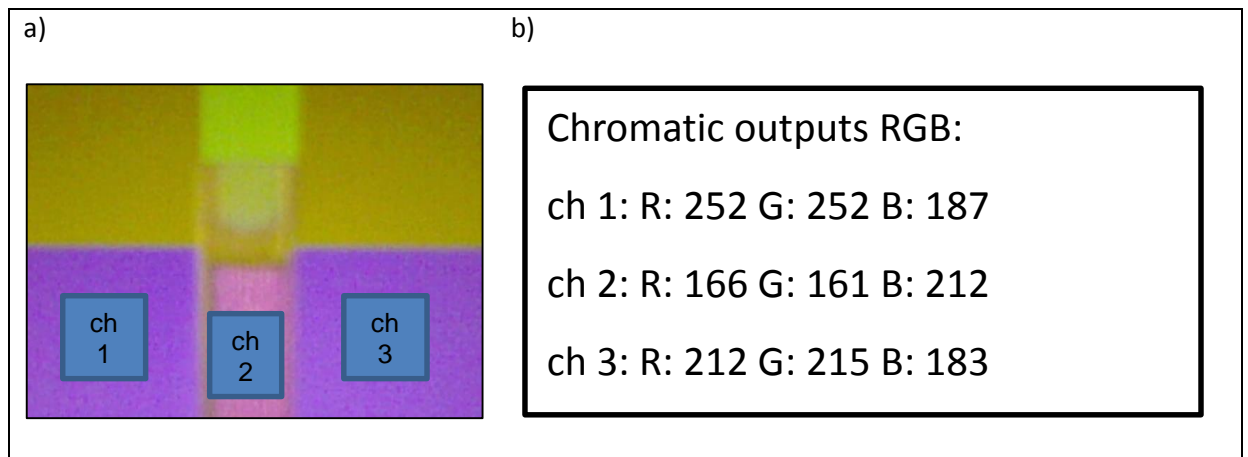 a)
b)
Chromatic outputs RGB:
ch 1: R: 252 G: 252 B: 187
ch 2: R: 166 G: 161 B: 212
ch 3: R: 212 G: 215 B: 183
ch
1
ch
2
ch
3